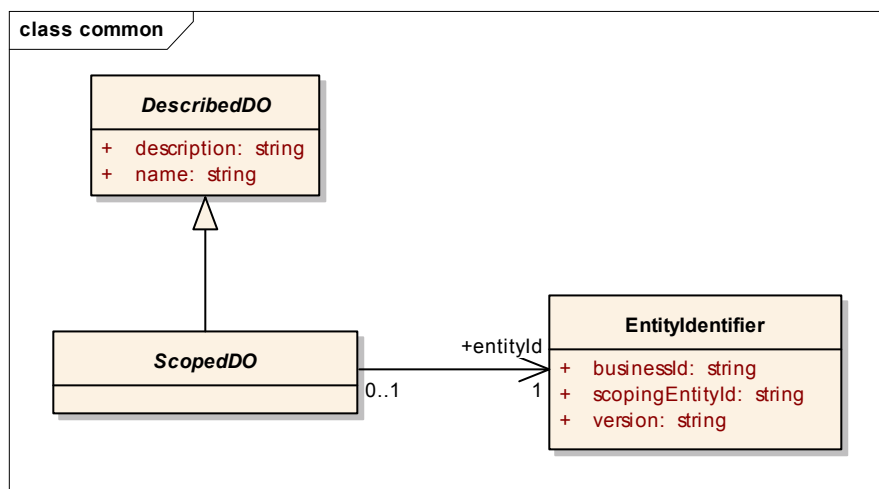 class common
DescribedDO
+ description: string
+ name: string
ScopedDO
+entityId
0..1
1
EntityIdentifier
+ businessId: string
+ scopingEntityId: string
+ version: string